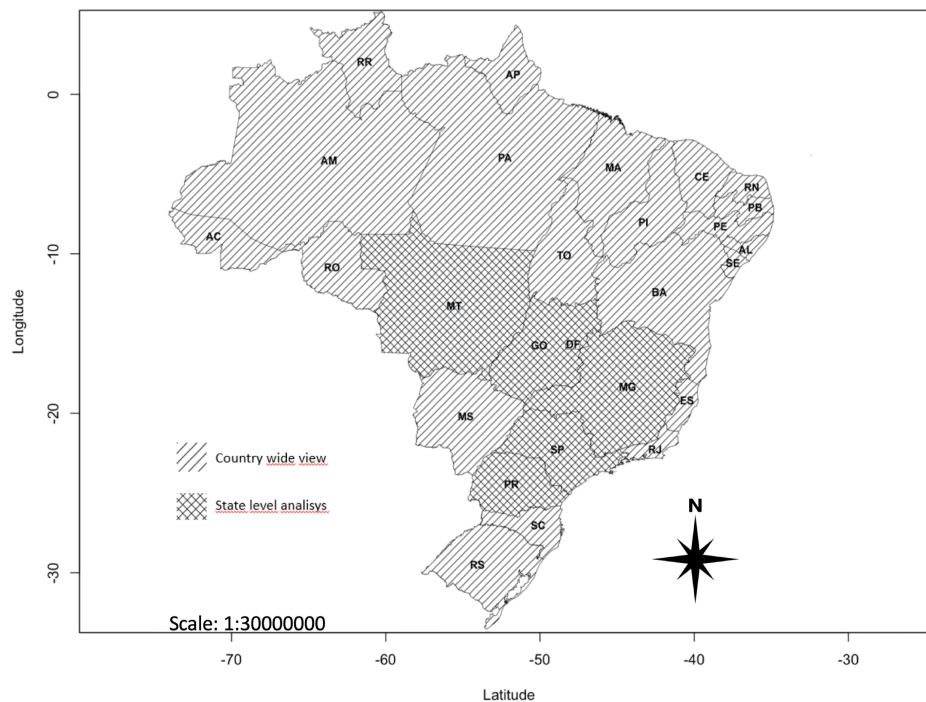 RR
AP
0
AM
PA
MA
CE
RN
PB
PI
PE
AC
AL
-10
TO
SE
RO
BA
MT
GO
DF
Longitude
MG
ES
-20
MS
RJ
SP
Country wide view
PR
State level analisys
N
SC
RS
-30
Scale: 1:30000000
-70
-60
-50
-40
-30
Latitude